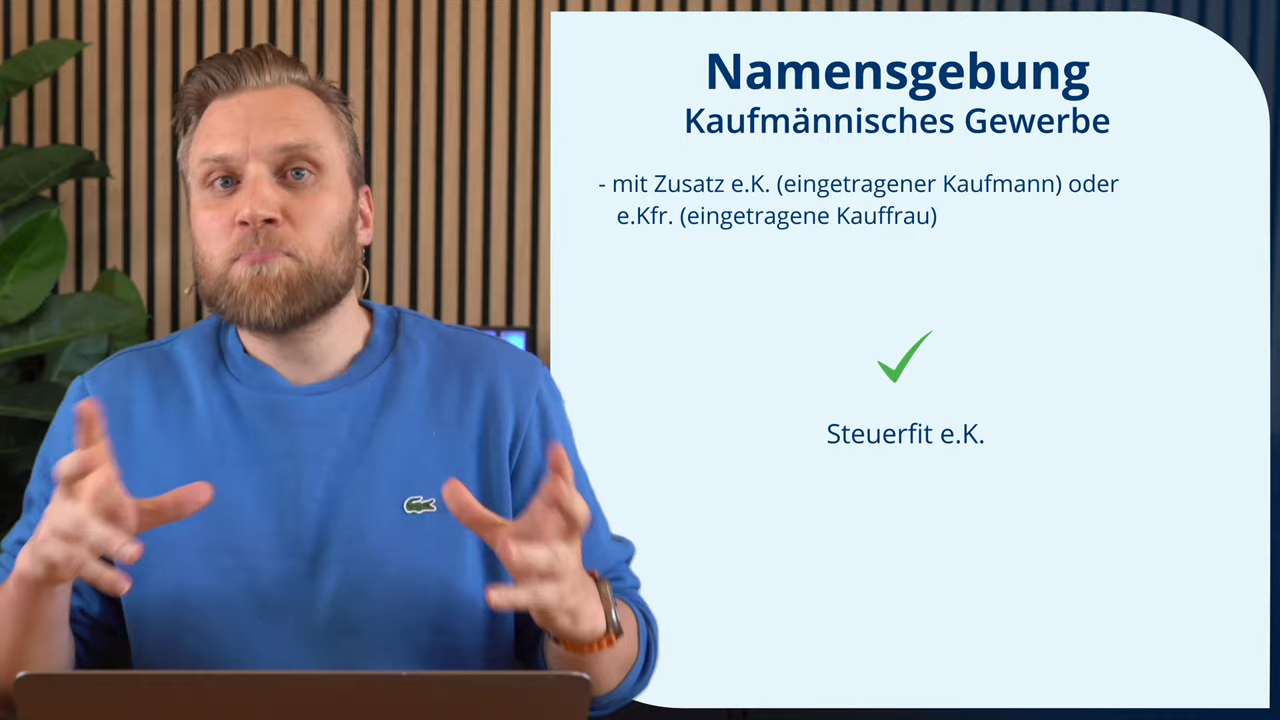 Namensgebung
Kaufmännisches Gewerbe
- mit Zusatz e.K. (eingetragener Kaufmann) oder
e.Kfr. (eingetragene Kauffrau)
Steuerfit e.K.